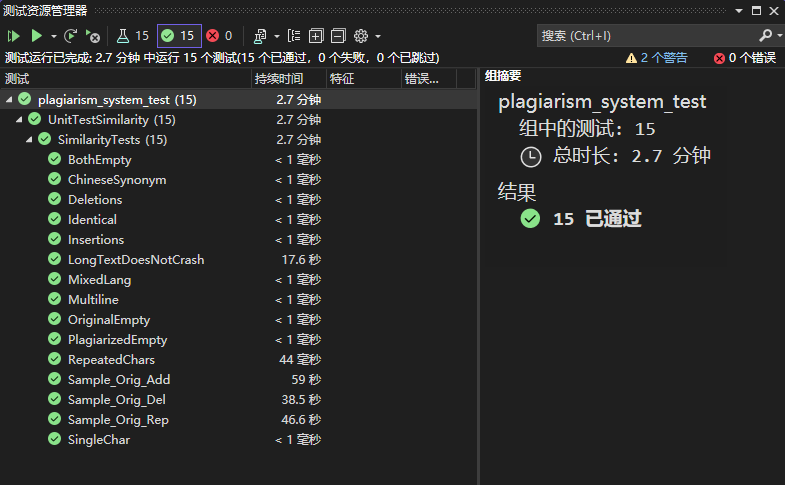 测试资源管理器
15 15 0 搜索 (Ctrl+I)
测试运行已完成: 2.7 分钟 中运行 15 个测试(15 个已通过，0 个失败，0 个已跳过) 2 个警告 0 个错误
测试 持续时间 特征 错误...
plagiarism_system_test (15) 2.7 分钟
UnitTestSimilarity (15) 2.7 分钟
SimilarityTests (15) 2.7 分钟
BothEmpty < 1 毫秒
ChineseSynonym < 1 毫秒
Deletions < 1 毫秒
Identical < 1 毫秒
Insertions < 1 毫秒
LongTextDoesNotCrash 17.6 秒
MixedLang < 1 毫秒
Multiline < 1 毫秒
OriginalEmpty < 1 毫秒
PlagiarizedEmpty < 1 毫秒
RepeatedChars 44 毫秒
Sample_Orig_Add 59 秒
Sample_Orig_Del 38.5 秒
Sample_Orig_Rep 46.6 秒
SingleChar < 1 毫秒
组摘要
plagiarism_system_test
组中的测试: 15
总时长: 2.7 分钟
结果
15 已通过